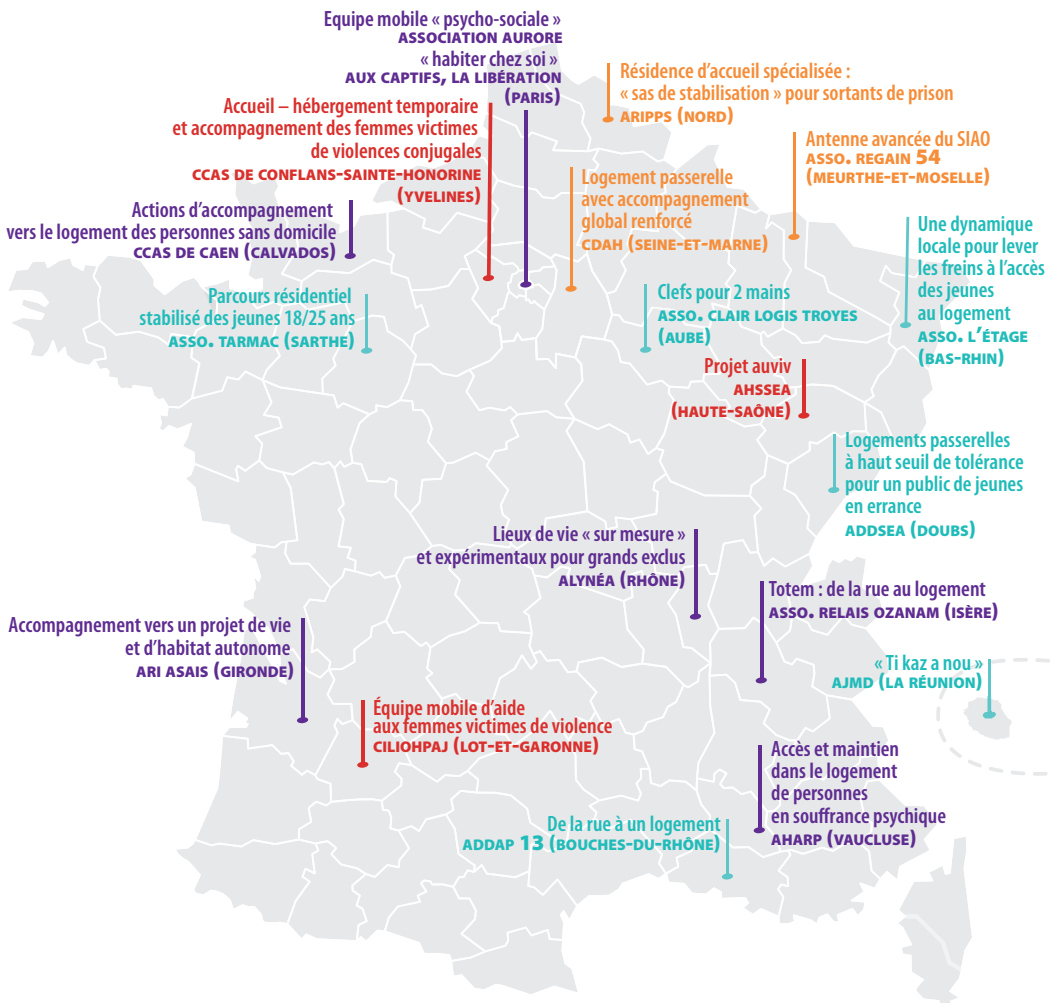 Equipe mobile « psycho-sociale »
ASSOCIATION AURORE
« habiter chez soi »
AUX CAPTIFS, LA LIBÉRATION
(PARIS)
Résidence d'accueil spécialisée :
« sas de stabilisation » pour sortants de prison
ARIPPS (NORD)
Accueil – hébergement temporaire
et accompagnement des femmes victimes
de violences conjugales
CCAS DE CONFLANS-SAINTE-HONORINE
(YVELINES)
Antenne avancée du SIAO
ASSO. REGAIN 54
(MEURTHE-ET-MOSELLE)
Logement passerelle
avec accompagnement
global renforcé
CDAH (SEINE-ET-MARNE)
Actions d'accompagnement
vers le logement des personnes sans domicile
CCAS DE CAEN (CALVADOS)
Une dynamique
locale pour lever
les freins à l'accès
des jeunes
au logement
ASSO. L'ÉTAGE
(BAS-RHIN)
Parcours résidentiel
stabilisé des jeunes 18/25 ans
ASSO. TARMAC (SARTHE)
Clefs pour 2 mains
ASSO. CLAIR LOGIS TROYES
(AUBE)
Projet auviv
AHSSEA
(HAUTE-SAÔNE)
Logements passerelles
à haut seuil de tolérance
pour un public de jeunes
en errance
ADDSEA (DOUBS)
Lieux de vie « sur mesure »
et expérimentaux pour grands exclus
ALYNÉA (RHÔNE)
Totem : de la rue au logement
ASSO. RELAIS OZANAM (ISÈRE)
Accompagnement vers un projet de vie
et d'habitat autonome
ARI ASAIS (GIRONDE)
« Ti kaz a nou »
AJMD (LA RÉUNION)
Équipe mobile d'aide
aux femmes victimes de violence
CILIOHPAJ (LOT-ET-GARONNE)
Accès et maintien
dans le logement
de personnes
en souffrance psychique
AHARP (VAUCLUSE)
De la rue à un logement
ADDAP 13 (BOUCHES-DU-RHÔNE)